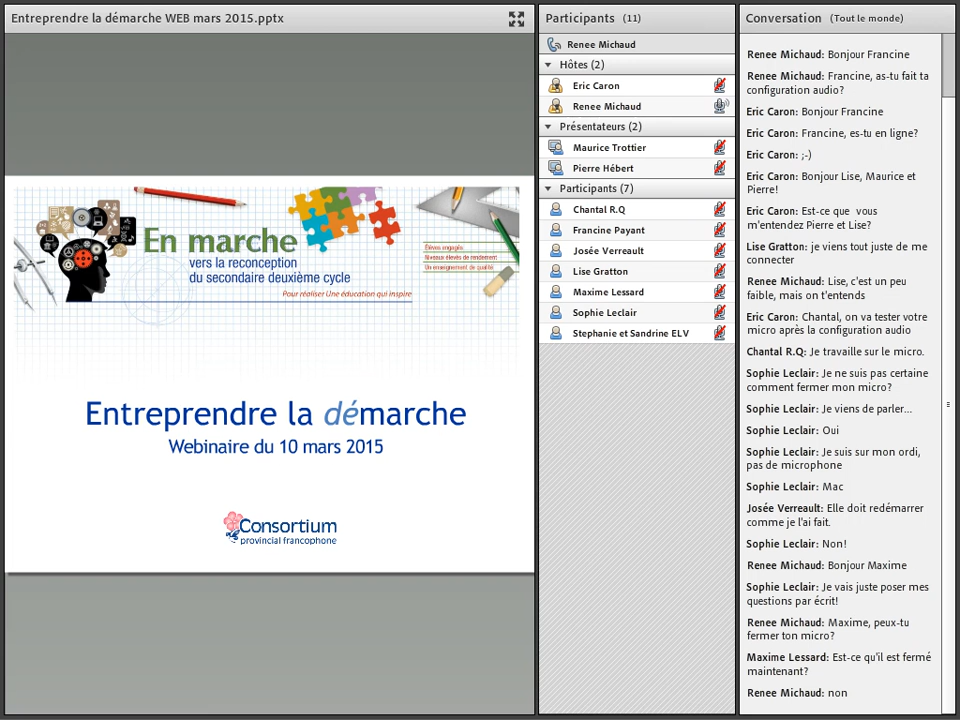 Entreprendre la démarche WEB mars 2015.pptx
En marche
vers la reconception
du secondaire deuxième cycle
Pour réaliser Une éducation qui inspire
Élèves engagés
Niveaux élevés de rendement
Un enseignement de qualité
Entreprendre la démarche
Webinaire du 10 mars 2015
Consortium
provincial francophone
Participants (11)
Renee Michaud
Hôtes (2)
Eric Caron
Renee Michaud
Présentateurs (2)
Maurice Trottier
Pierre Hébert
Participants (7)
Chantal R.Q
Francine Payant
Josée Verreault
Lise Gratton
Maxime Lessard
Sophie Leclair
Stephanie et Sandrine ELV
Conversation (Tout le monde)
Renee Michaud: Bonjour Francine
Renee Michaud: Francine, as-tu fait ta
configuration audio?
Eric Caron: Bonjour Francine
Eric Caron: Francine, es-tu en ligne?
Eric Caron: ;-)
Eric Caron: Bonjour Lise, Maurice et
Pierre!
Eric Caron: Est-ce que vous
m'entendez Pierre et Lise?
Lise Gratton: je viens tout juste de me
connecter
Renee Michaud: Lise, c'est un peu
faible, mais on t'entends
Eric Caron: Chantal, on va tester votre
micro après la configuration audio
Chantal R.Q: Je travaille sur le micro.
Sophie Leclair: Je ne suis pas certaine
comment fermer mon micro?
Sophie Leclair: Je viens de parler...
Sophie Leclair: Oui
Sophie Leclair: Je suis sur mon ordi,
pas de microphone
Sophie Leclair: Mac
Josée Verreault: Elle doit redémarrer
comme je l'ai fait.
Sophie Leclair: Non!
Renee Michaud: Bonjour Maxime
Sophie Leclair: Je vais juste poser mes
questions par écrit!
Renee Michaud: Maxime, peux-tu
fermer ton micro?
Maxime Lessard: Est-ce qu'il est fermé
maintenant?
Renee Michaud: non